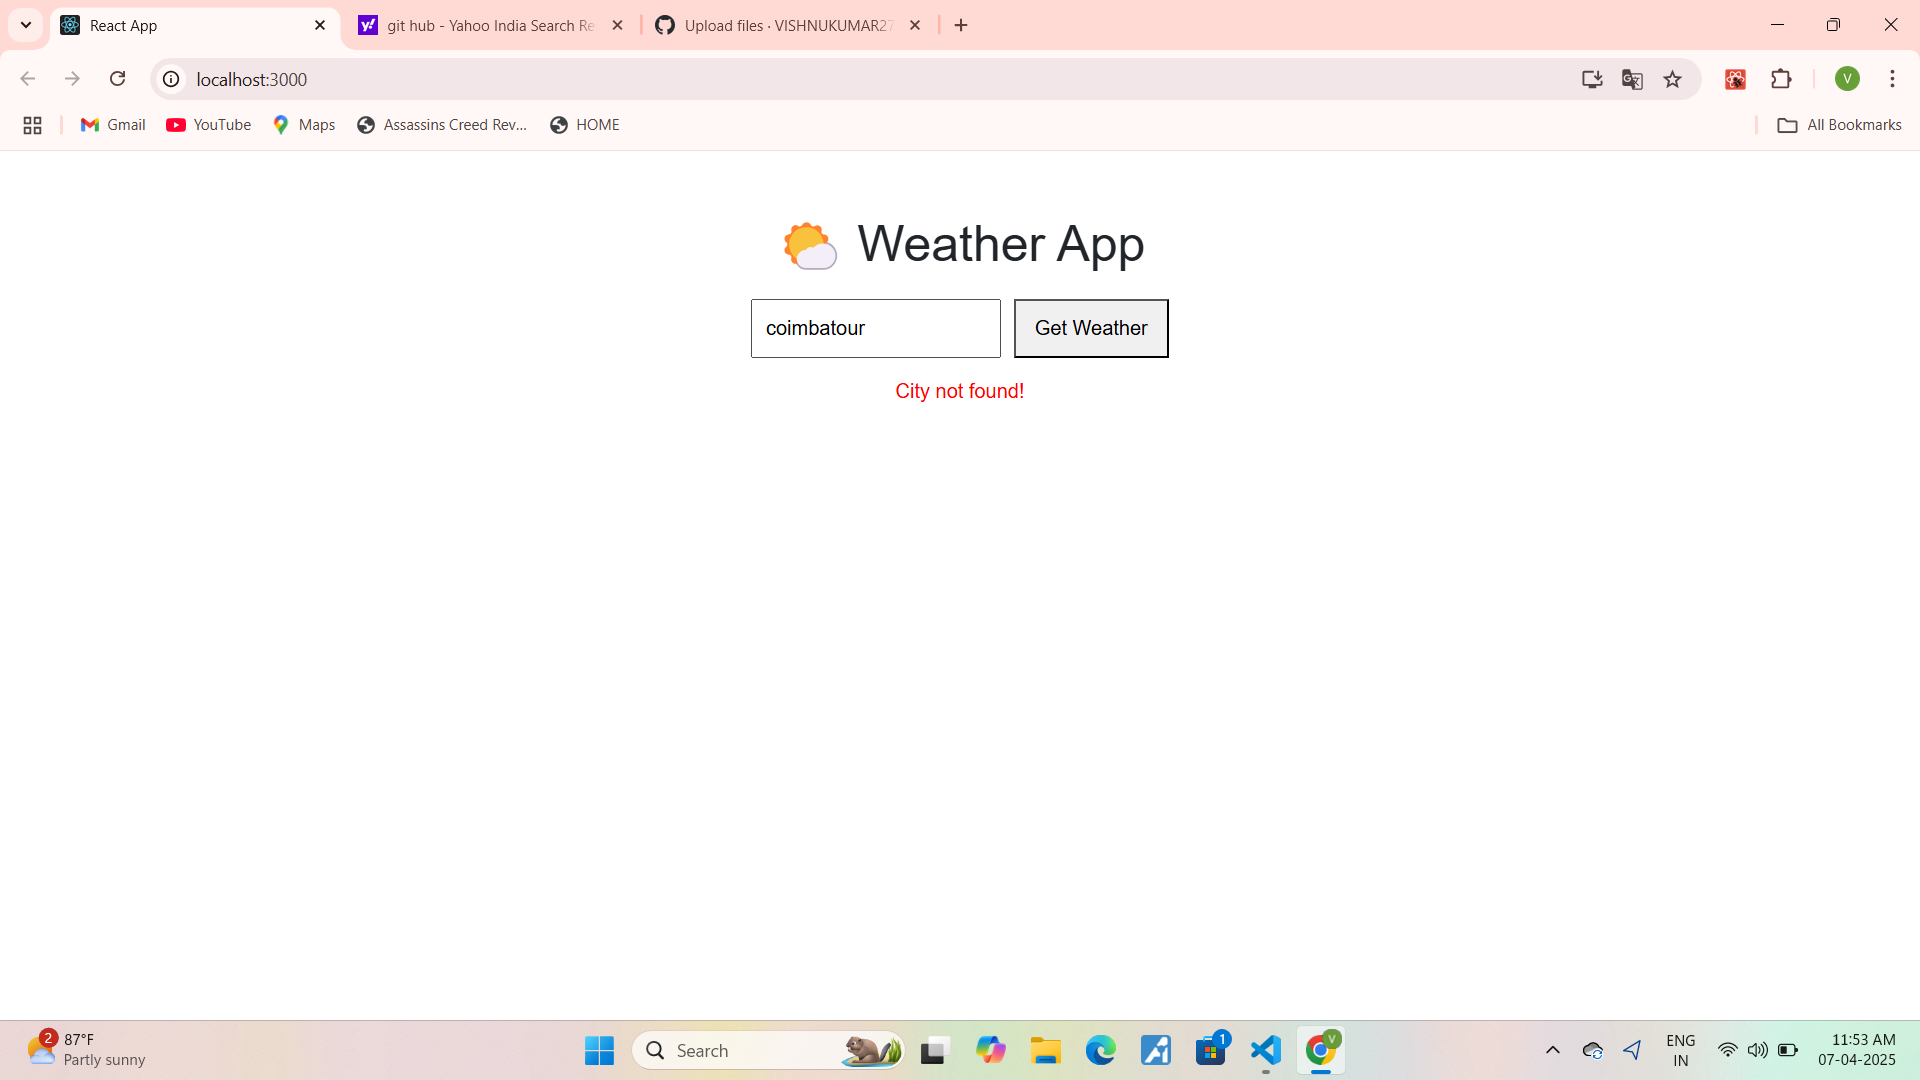 React App
git hub - Yahoo India Search Re
Upload files · VISHNUKUMAR27
localhost:3000
V
Gmail
YouTube
Maps
Assassins Creed Rev...
HOME
All Bookmarks
Weather App
coimbatour
Get Weather
City not found!
2
87°F
Partly sunny
Search
1
V
ENG
IN
11:53 AM
07-04-2025